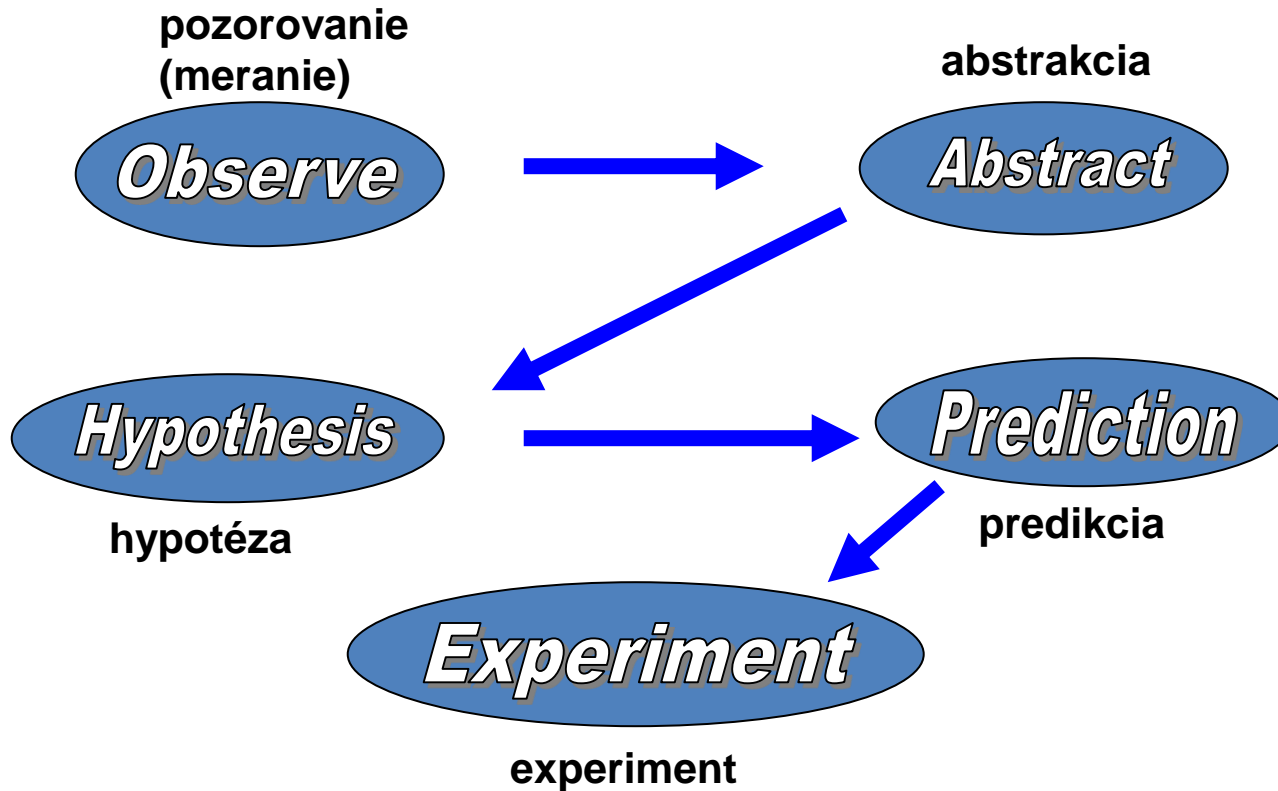 pozorovanie
(meranie)
abstrakcia
Observe
Abstract
Hypothesis
Prediction
hypotéza
predikcia
Experiment
experiment